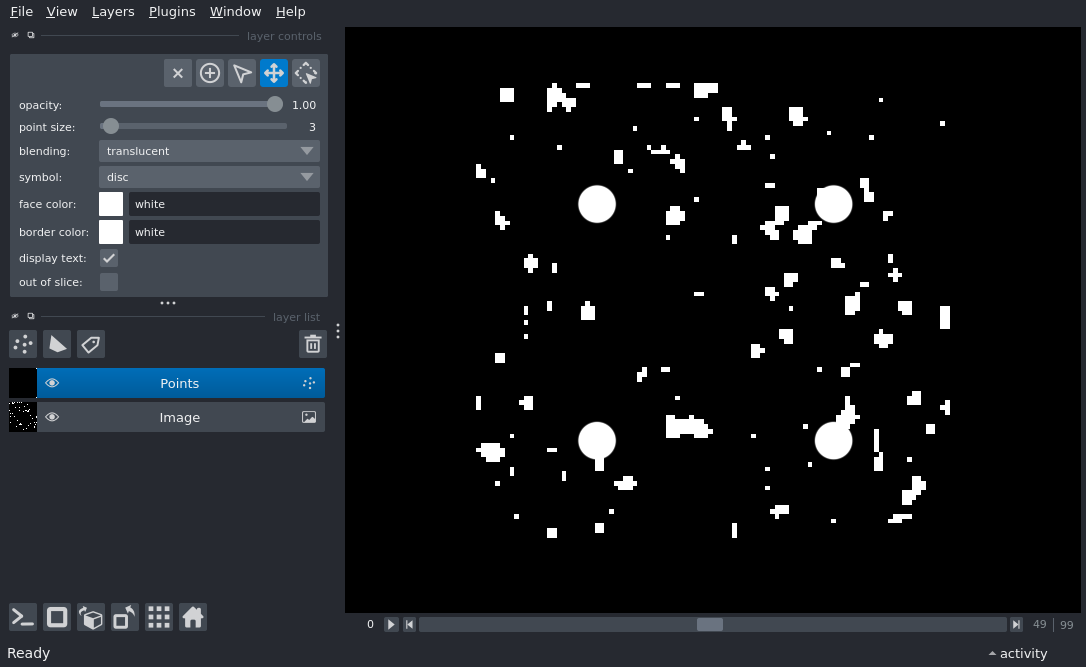 File View Layers Plugins Window Help
layer controls
opacity: 1.00
point size: 3
blending: translucent
symbol: disc
face color: white
border color: white
display text:
out of slice:
layer list
Points
Image
0 49 | 99
Ready activity